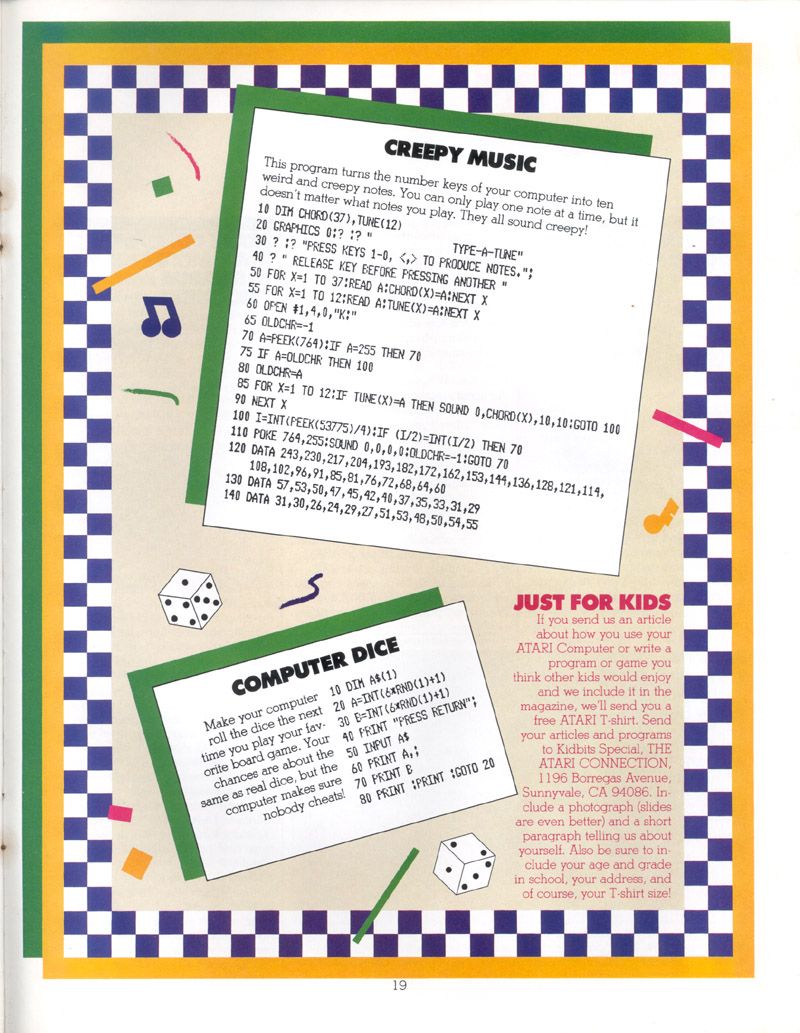 CREEPY MUSIC
This program turns the number keys of your computer into ten
weird and creepy notes. You can only play one note at a time, but it
doesn't matter what notes you play. They all sound creepy!
10 DIM CHORD(37),TUNE(12)
20 GRAPHICS 0:? :? " TYPE-A-TUNE"
30 ? :? "PRESS KEYS 1-0, <,> TO PRODUCE NOTES.";
40 ? " RELEASE KEY BEFORE PRESSING ANOTHER "
50 FOR X=1 TO 37:READ A:CHORD(X)=A:NEXT X
55 FOR X=1 TO 12:READ A:TUNE(X)=A:NEXT X
60 OPEN #1,4,0,"K:"
65 OLDCHR=-1
70 A=PEEK(764):IF A=255 THEN 70
75 IF A=OLDCHR THEN 100
80 OLDCHR=A
85 FOR X=1 TO 12:IF TUNE(X)=A THEN SOUND 0,CHORD(X),10,10:GOTO 100
90 NEXT X
100 I=INT(PEEK(53775)/4):IF (I/2)=INT(I/2) THEN 70
110 POKE 764,255:SOUND 0,0,0,0:OLDCHR=-1:GOTO 70
120 DATA 243,230,217,204,193,182,172,162,153,144,136,128,121,114,
108,102,96,91,85,81,76,72,68,64,60
130 DATA 57,53,50,47,45,42,40,37,35,33,31,29
140 DATA 31,30,26,24,29,27,51,53,48,50,54,55
COMPUTER DICE
Make your computer
roll the dice the next
time you play your fav-
orite board game. Your
chances are about the
same as real dice, but the
computer makes sure
nobody cheats!
10 DIM A$(1)
20 A=INT(6*RND(1)+1)
30 B=INT(6*RND(1)+1)
40 PRINT "PRESS RETURN";
50 INPUT A$
60 PRINT A,;
70 PRINT B
80 PRINT :PRINT :GOTO 20
JUST FOR KIDS
If you send us an article
about how you use your
ATARI Computer or write a
program or game you
think other kids would enjoy
and we include it in the
magazine, we'll send you a
free ATARI T-shirt. Send
your articles and programs
to Kidbits Special, THE
ATARI CONNECTION,
1196 Borregas Avenue,
Sunnyvale, CA 94086. In-
clude a photograph (slides
are even better) and a short
paragraph telling us about
yourself. Also be sure to in-
clude your age and grade
in school, your address, and
of course, your T-shirt size!
19